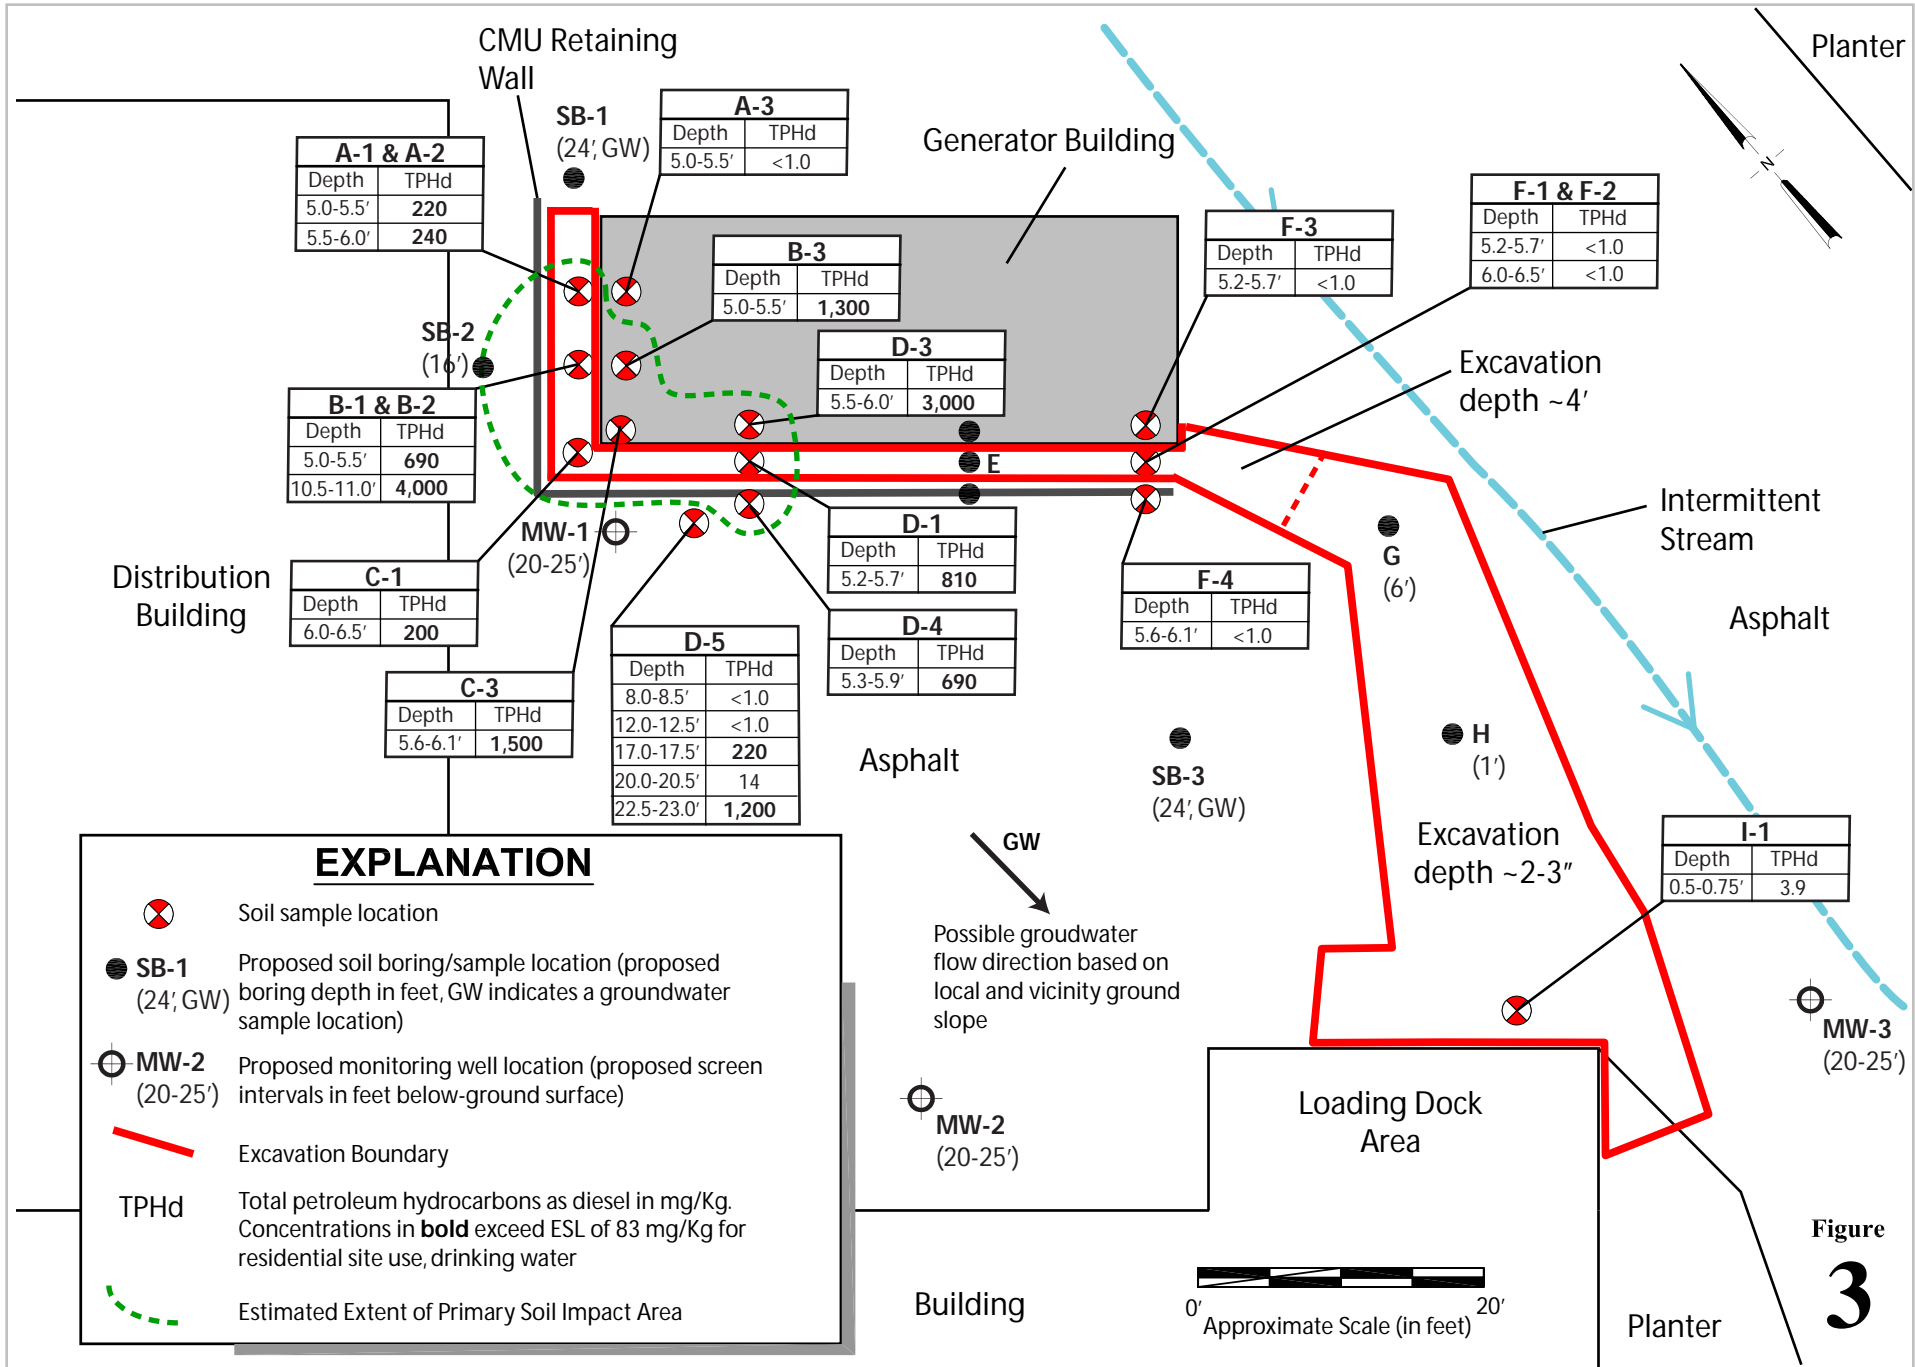 CMU Retaining
Wall
Planter
SB-1
(24', GW)
A-3
Depth TPHd
5.0-5.5' <1.0
Generator Building
A-1 & A-2
Depth TPHd
5.0-5.5' 220
5.5-6.0' 240
N
F-1 & F-2
Depth TPHd
5.2-5.7' <1.0
6.0-6.5' <1.0
F-3
Depth TPHd
5.2-5.7' <1.0
B-3
Depth TPHd
5.0-5.5' 1,300
SB-2
(16')
D-3
Depth TPHd
5.5-6.0' 3,000
Excavation
depth ~4'
B-1 & B-2
Depth TPHd
5.0-5.5' 690
10.5-11.0' 4,000
E
Intermittent
Stream
MW-1
(20-25')
D-1
Depth TPHd
5.2-5.7' 810
G
(6')
Distribution
Building
C-1
Depth TPHd
6.0-6.5' 200
F-4
Depth TPHd
5.6-6.1' <1.0
Asphalt
D-5
Depth TPHd
8.0-8.5' <1.0
12.0-12.5' <1.0
17.0-17.5' 220
20.0-20.5' 14
22.5-23.0' 1,200
D-4
Depth TPHd
5.3-5.9' 690
C-3
Depth TPHd
5.6-6.1' 1,500
Asphalt
SB-3
(24', GW)
H
(1')
Excavation
depth ~2-3"
I-1
Depth TPHd
0.5-0.75' 3.9
GW
Possible groudwater
flow direction based on
local and vicinity ground
slope
EXPLANATION
Soil sample location
SB-1
(24', GW)
Proposed soil boring/sample location (proposed
boring depth in feet, GW indicates a groundwater
sample location)
MW-2
(20-25')
Proposed monitoring well location (proposed screen
intervals in feet below-ground surface)
Excavation Boundary
TPHd
Total petroleum hydrocarbons as diesel in mg/Kg.
Concentrations in bold exceed ESL of 83 mg/Kg for
residential site use, drinking water
Estimated Extent of Primary Soil Impact Area
MW-3
(20-25')
MW-2
(20-25')
Loading Dock
Area
Building
0' 20'
Approximate Scale (in feet)
Planter
Figure
3